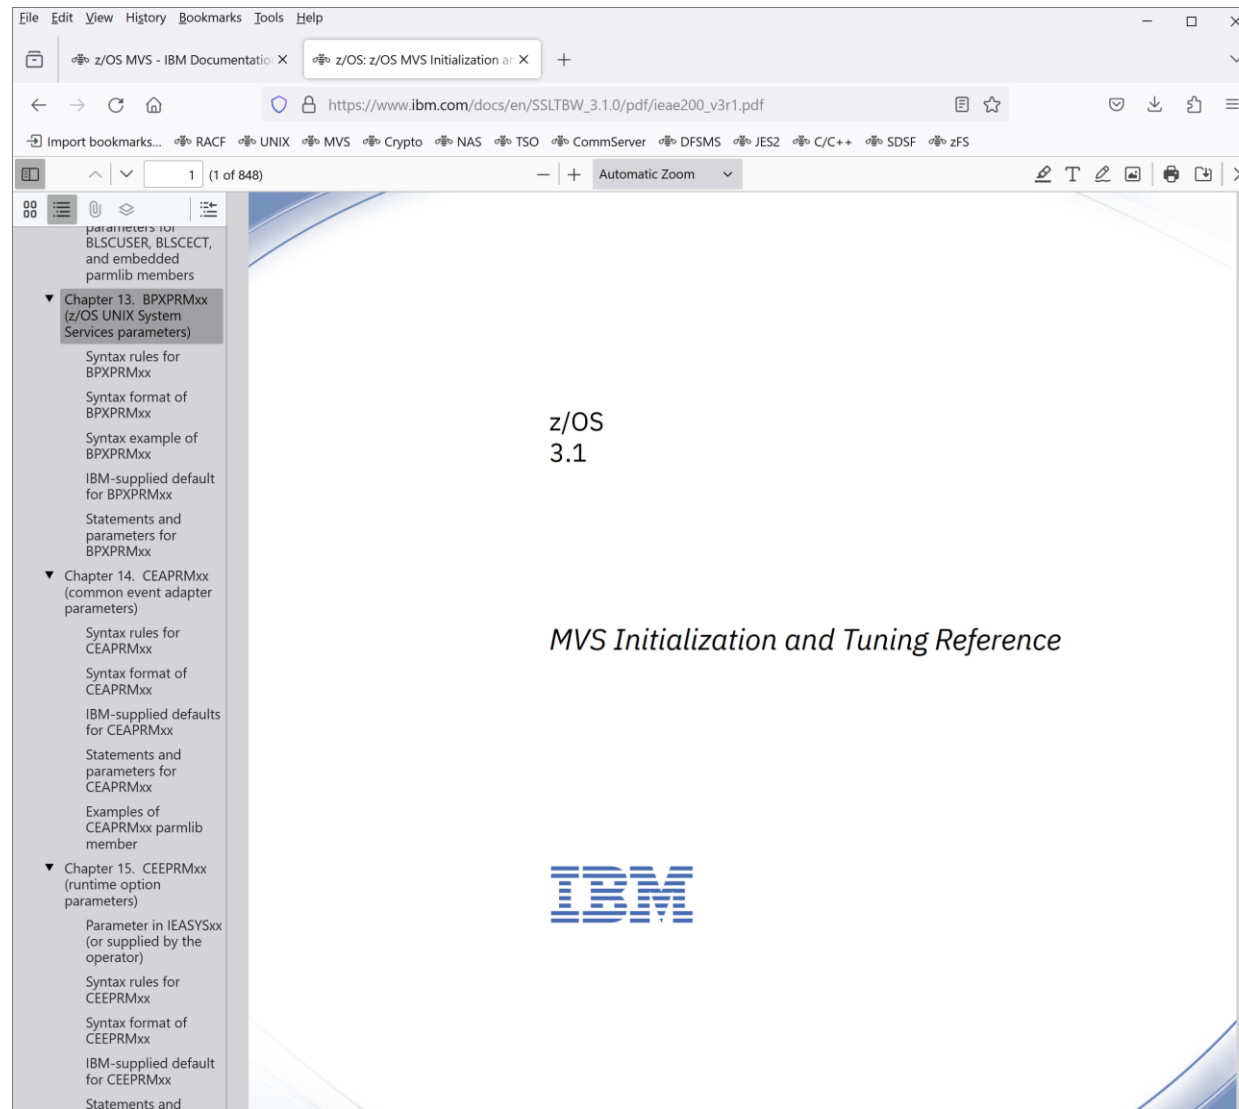 File Edit View History Bookmarks Tools Help
z/OS MVS - IBM Documentatio
z/OS: z/OS MVS Initialization an
https://www.ibm.com/docs/en/SSLTBW_3.1.0/pdf/ieae200_v3r1.pdf
Import bookmarks... RACF UNIX MVS Crypto NAS TSO CommServer DFSMS JES2 C/C++ SDSF zFS
1 (1 of 848)
Automatic Zoom
parameters for
BLSCUSER, BLSCECT,
and embedded
parmlib members
Chapter 13. BPXPRMxx
(z/OS UNIX System
Services parameters)
Syntax rules for
BPXPRMxx
Syntax format of
BPXPRMxx
Syntax example of
BPXPRMxx
IBM-supplied default
for BPXPRMxx
Statements and
parameters for
BPXPRMxx
Chapter 14. CEAPRMxx
(common event adapter
parameters)
Syntax rules for
CEAPRMxx
Syntax format of
CEAPRMxx
IBM-supplied defaults
for CEAPRMxx
Statements and
parameters for
CEAPRMxx
Examples of
CEAPRMxx parmlib
member
Chapter 15. CEEPRMxx
(runtime option
parameters)
Parameter in IEASYSxx
(or supplied by the
operator)
Syntax rules for
CEEPRMxx
Syntax format of
CEEPRMxx
IBM-supplied default
for CEEPRMxx
Statements and
z/OS
3.1
MVS Initialization and Tuning Reference
IBM